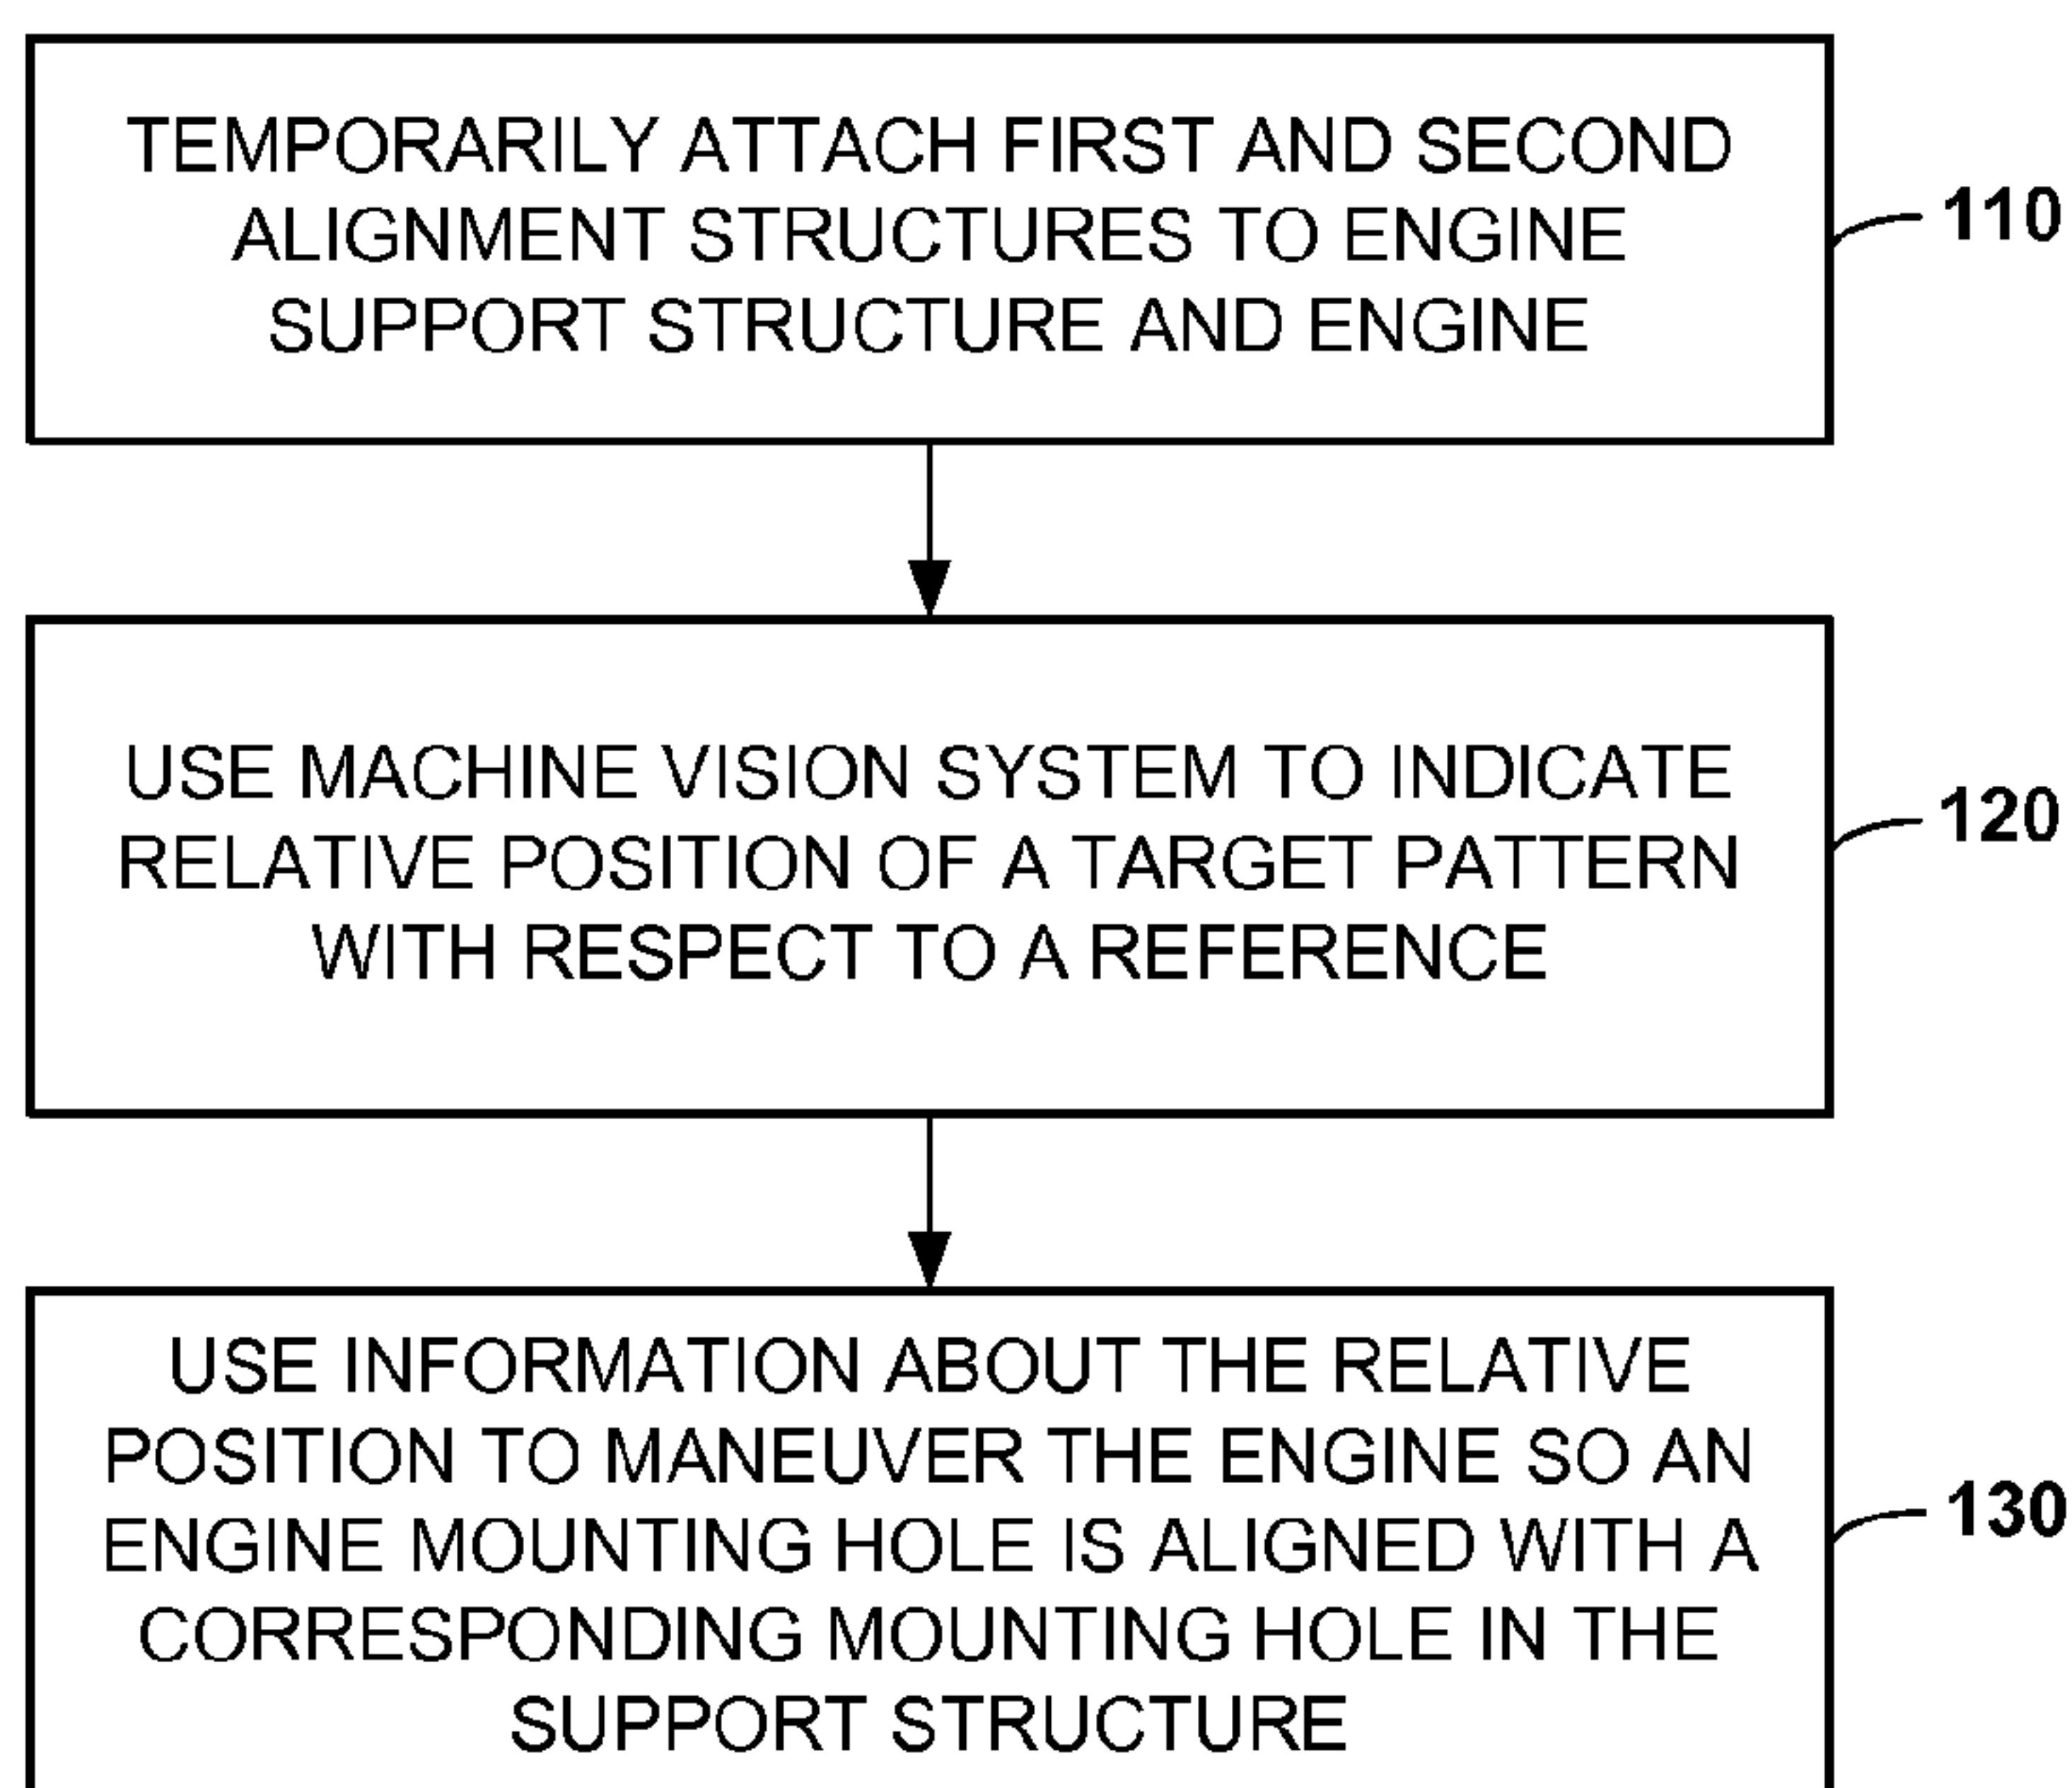 TEMPORARILY ATTACH FIRST AND SECOND
ALIGNMENT STRUCTURES TO ENGINE
SUPPORT STRUCTURE AND ENGINE
110
USE MACHINE VISION SYSTEM TO INDICATE
RELATIVE POSITION OF A TARGET PATTERN
WITH RESPECT TO A REFERENCE
120
USE INFORMATION ABOUT THE RELATIVE
POSITION TO MANEUVER THE ENGINE SO AN
ENGINE MOUNTING HOLE IS ALIGNED WITH A
CORRESPONDING MOUNTING HOLE IN THE
SUPPORT STRUCTURE
130